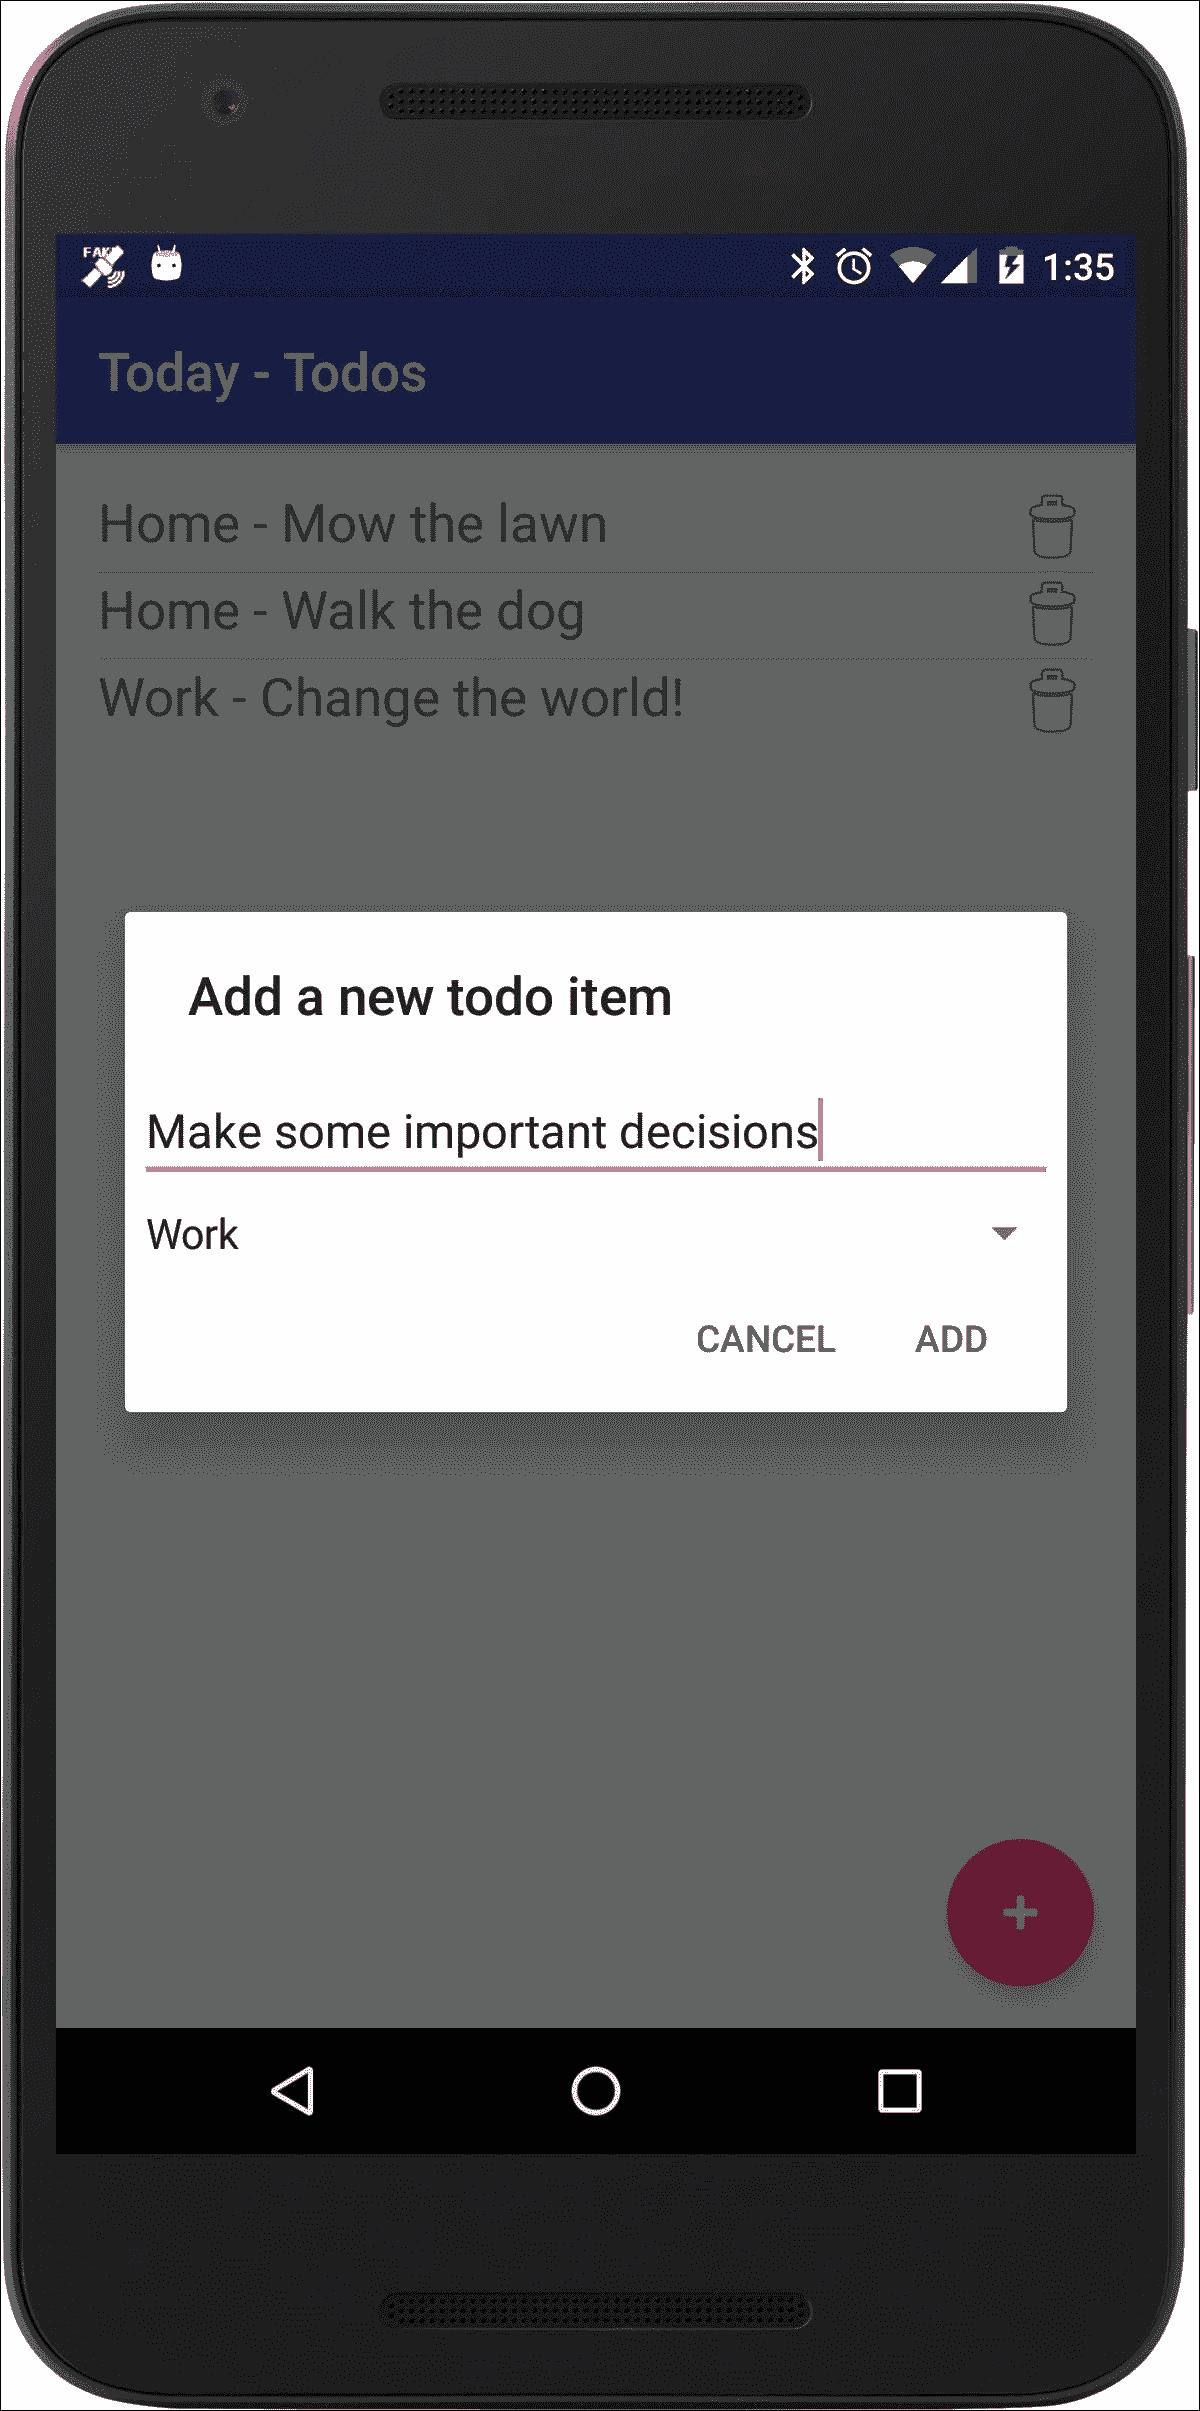 FAKE
1:35
Today - Todos
Home - Mow the lawn
Home - Walk the dog
Work - Change the world!
Add a new todo item
Make some important decisions
Work
CANCEL ADD